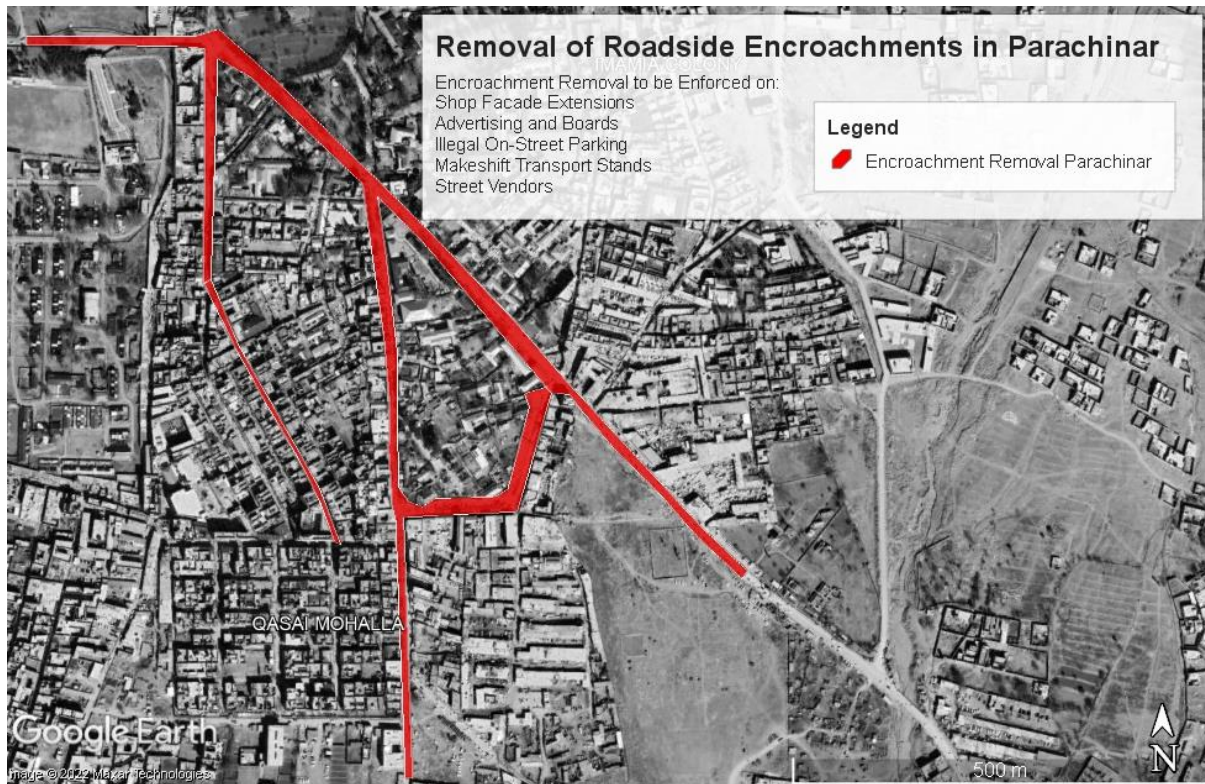 Removal of Roadside Encroachments in Parachinar
IMAMIA COLONY
Encroachment Removal to be Enforced on:
Shop Facade Extensions
Advertising and Boards
Illegal On-Street Parking
Makeshift Transport Stands
Street Vendors
Legend
Encroachment Removal Parachinar
QASAI MOHALLA
Google Earth
Image © 2022 Maxar Technologies
500 m
N